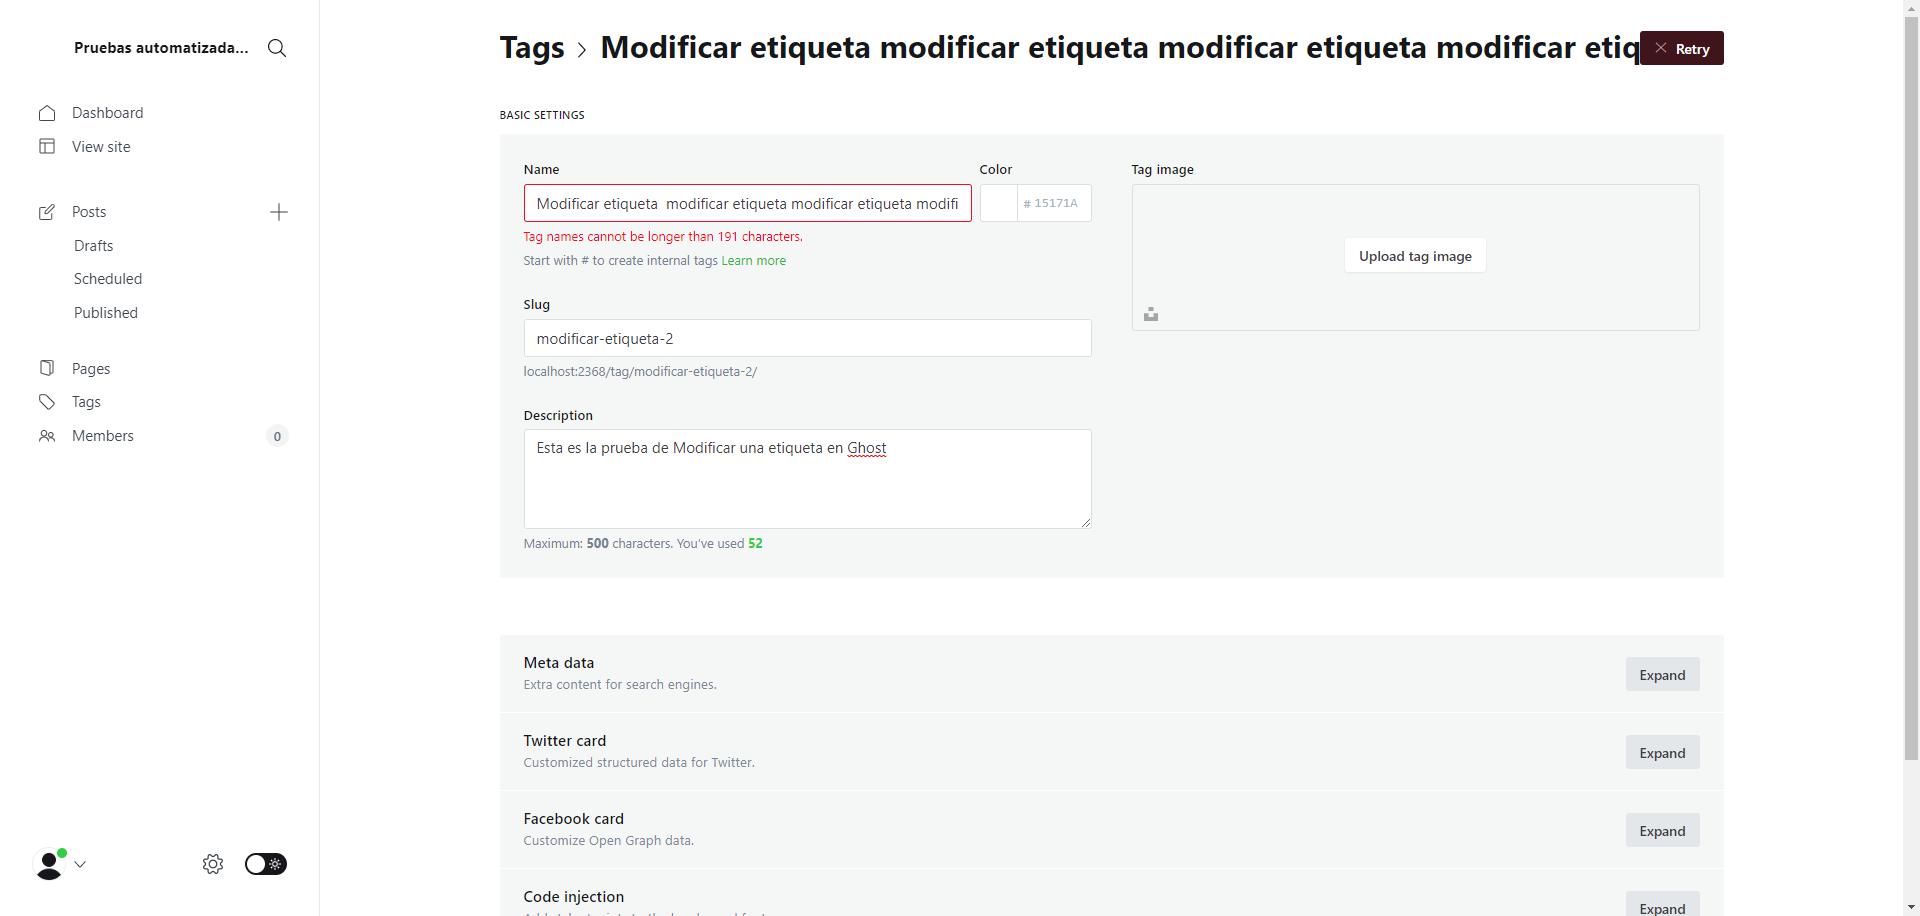 Pruebas automatizada...
Dashboard
View site
Posts
Drafts
Scheduled
Published
Pages
Tags
Members
0
Tags > Modificar etiqueta modificar etiqueta modificar etiqueta modificar etiq
Retry
BASIC SETTINGS
Name
Modificar etiqueta  modificar etiqueta modificar etiqueta modifi
Tag names cannot be longer than 191 characters.
Start with # to create internal tags Learn more
Color
# 15171A
Tag image
Upload tag image
Slug
modificar-etiqueta-2
localhost:2368/tag/modificar-etiqueta-2/
Description
Esta es la prueba de Modificar una etiqueta en Ghost
Maximum: 500 characters. You've used 52
Meta data
Extra content for search engines.
Expand
Twitter card
Customized structured data for Twitter.
Expand
Facebook card
Customize Open Graph data.
Expand
Code injection
Expand